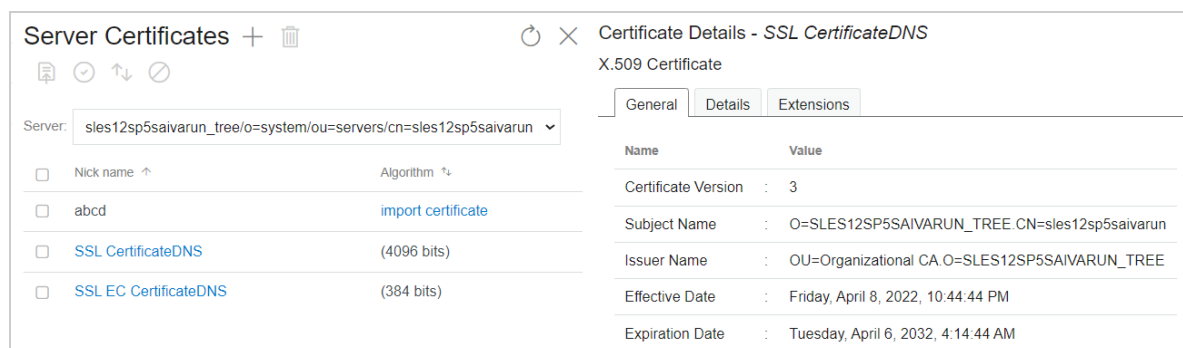 Server Certificates
Server: sles12sp5saivarun_tree/o=system/ou=servers/cn=sles12sp5saivarun
Nick name Algorithm
abcd import certificate
SSL CertificateDNS (4096 bits)
SSL EC CertificateDNS (384 bits)
Certificate Details - SSL CertificateDNS
X.509 Certificate
General Details Extensions
Name Value
Certificate Version : 3
Subject Name : O=SLES12SP5SAIVARUN_TREE.CN=sles12sp5saivarun
Issuer Name : OU=Organizational CA.O=SLES12SP5SAIVARUN_TREE
Effective Date : Friday, April 8, 2022, 10:44:44 PM
Expiration Date : Tuesday, April 6, 2032, 4:14:44 AM